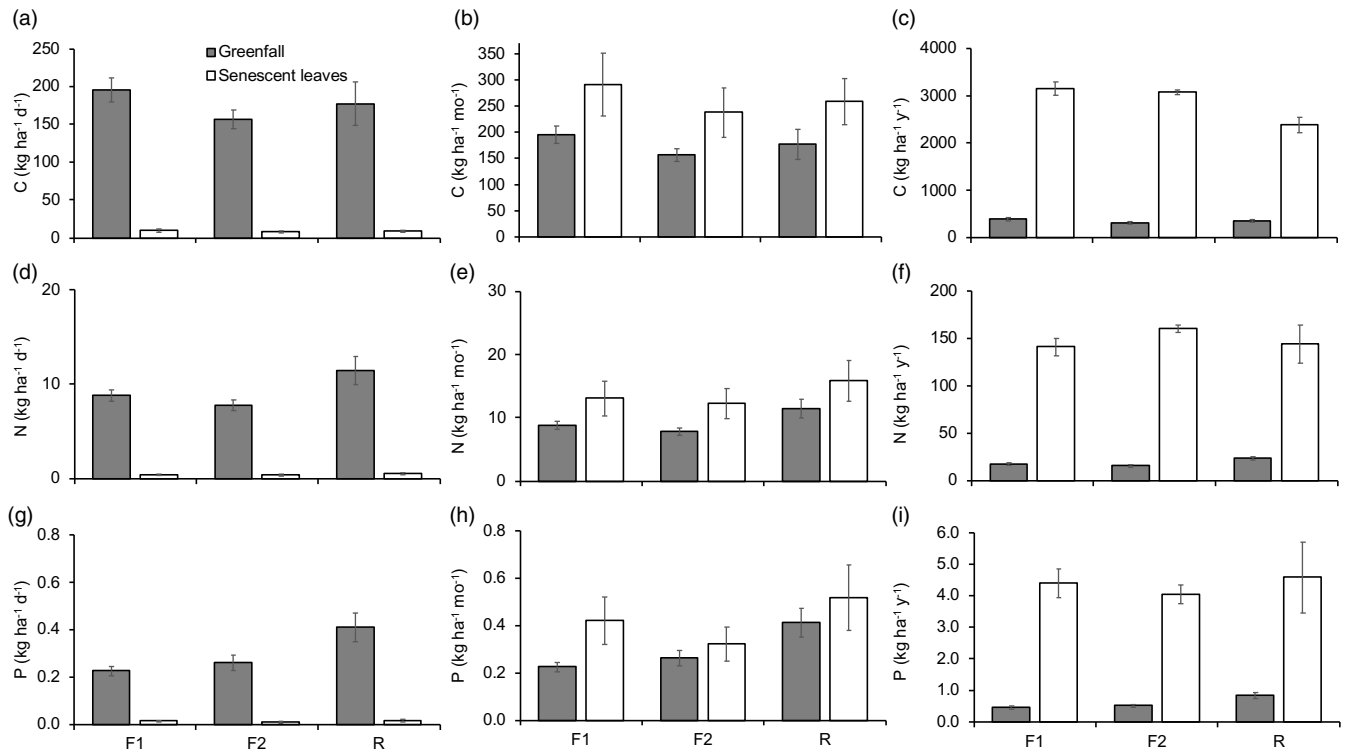 (a)
250
200
150
100
50
0
C (kg ha-1 d-1)
Greenfall
Senescent leaves
(b)
350
300
250
200
150
100
50
0
C (kg ha-1 mo-1)
(c)
4000
3000
2000
1000
0
C (kg ha-1 y-1)
(d)
20
10
0
N (kg ha-1 d-1)
(e)
30
20
10
0
N (kg ha-1 mo-1)
(f)
200
150
100
50
0
N (kg ha-1 y-1)
(g)
0.8
0.6
0.4
0.2
0.0
P (kg ha-1 d-1)
F1 F2 R
(h)
0.8
0.6
0.4
0.2
0.0
P (kg ha-1 mo-1)
F1 F2 R
(i)
6.0
5.0
4.0
3.0
2.0
1.0
0.0
P (kg ha-1 y-1)
F1 F2 R